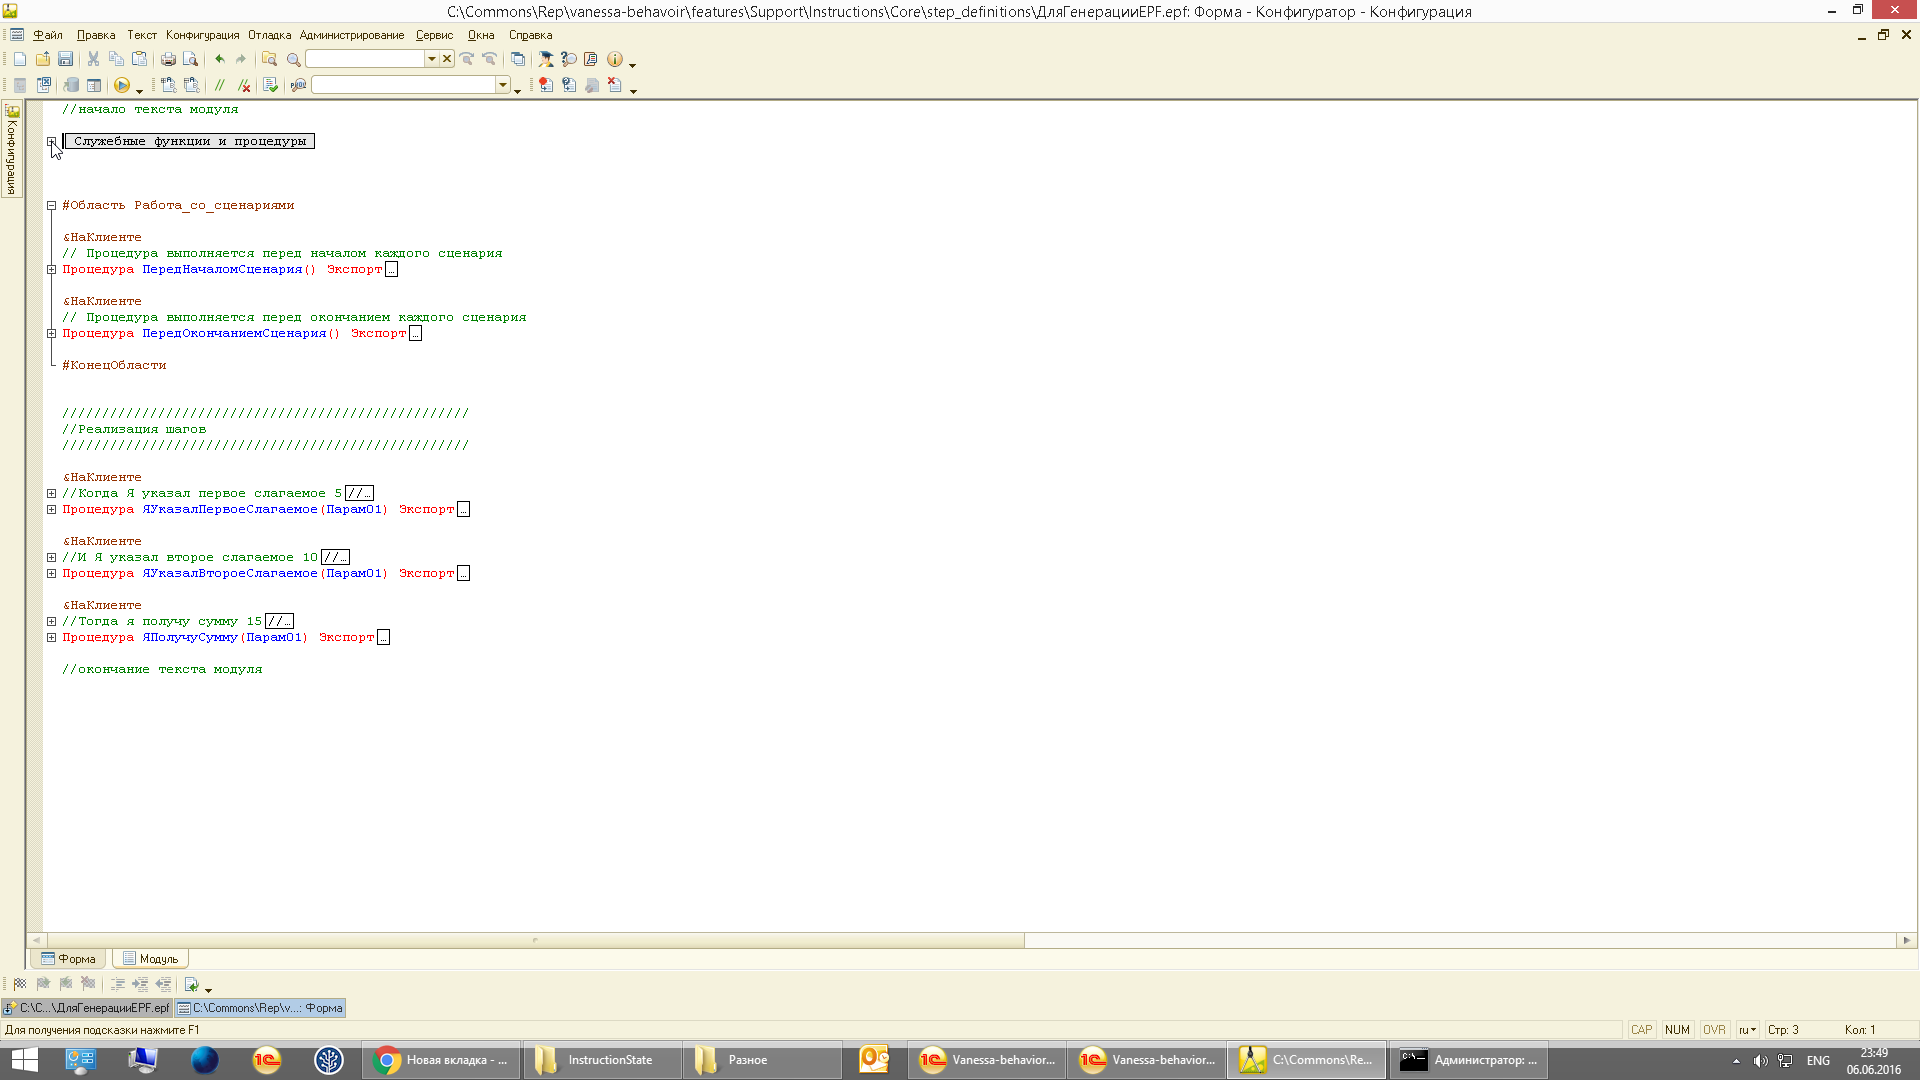 C:\Commons\Rep\vanessa-behavoir\features\Support\Instructions\Core\step_definitions\ДляГенерацииEPF.epf: Форма - Конфигуратор - Конфигурация
Файл Правка Текст Конфигурация Отладка Администрирование Сервис Окна Справка
Конфигурация
//начало текста модуля
Служебные функции и процедуры
#Область Работа_со_сценариями
&НаКлиенте
// Процедура выполняется перед началом каждого сценария
Процедура ПередНачаломСценария() Экспорт...
&НаКлиенте
// Процедура выполняется перед окончанием каждого сценария
Процедура ПередОкончаниемСценария() Экспорт...
#КонецОбласти
///////////////////////////////////////////////////
//Реализация шагов
///////////////////////////////////////////////////
&НаКлиенте
//Когда Я указал первое слагаемое 5//...
Процедура ЯУказалПервоеСлагаемое(Парам01) Экспорт...
&НаКлиенте
//И Я указал второе слагаемое 10//...
Процедура ЯУказалВтороеСлагаемое(Парам01) Экспорт...
&НаКлиенте
//Тогда я получу сумму 15//...
Процедура ЯПолучуСумму(Парам01) Экспорт...
//окончание текста модуля
Форма Модуль
C:\C...\ДляГенерацииEPF.epf C:\Commons\Rep\v...: Форма
Для получения подсказки нажмите F1 CAP NUM OVR ru Стр: 3 Кол: 1
Новая вкладка - ... InstructionState Разное Vanessa-behavior... Vanessa-behavior... C:\Commons\Re... Администратор: ... ENG 23:49
06.06.2016